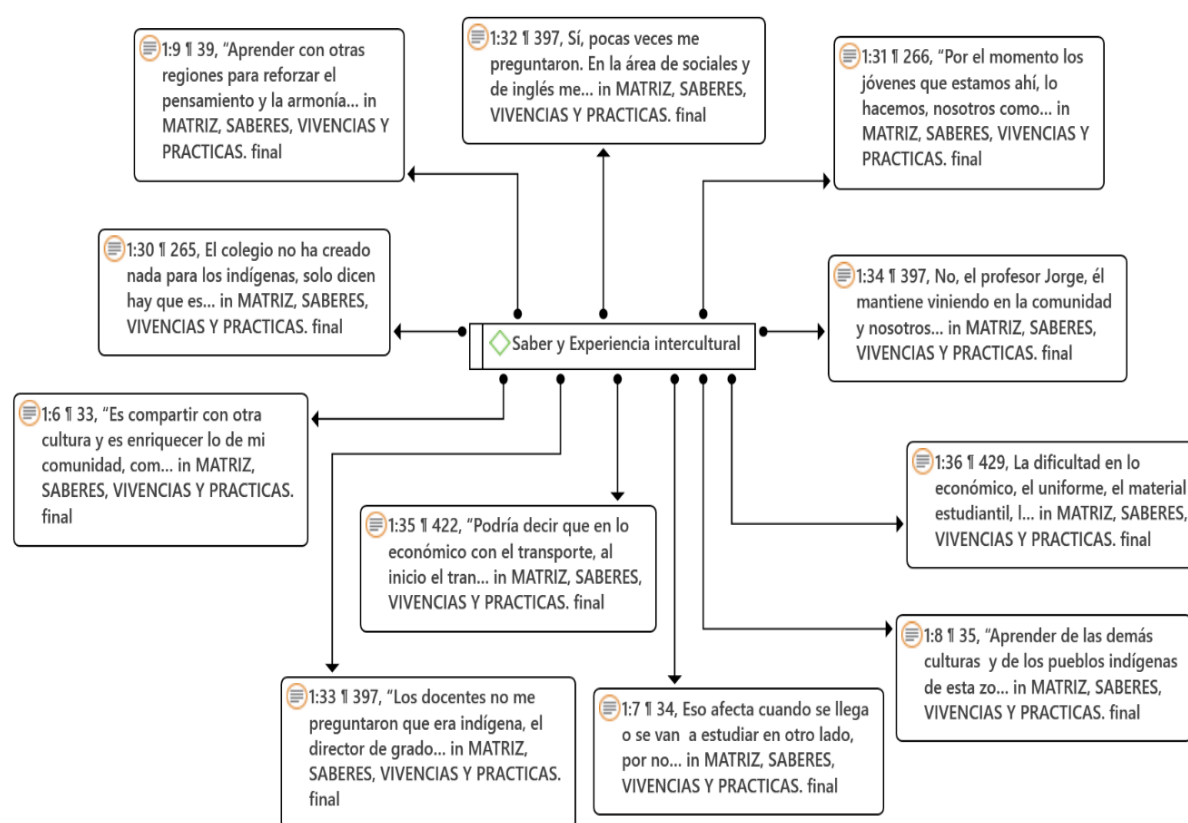 1:9 ¶ 39, “Aprender con otras
regiones para reforzar el
pensamiento y la armonía... in
MATRIZ, SABERES, VIVENCIAS Y
PRACTICAS. final
1:32 ¶ 397, Sí, pocas veces me
preguntaron. En la área de sociales y
de inglés me... in MATRIZ, SABERES,
VIVENCIAS Y PRACTICAS. final
1:31 ¶ 266, “Por el momento los
jóvenes que estamos ahí, lo
hacemos, nosotros como... in
MATRIZ, SABERES, VIVENCIAS Y
PRACTICAS. final
1:30 ¶ 265, El colegio no ha creado
nada para los indígenas, solo dicen
hay que es... in MATRIZ, SABERES,
VIVENCIAS Y PRACTICAS. final
1:34 ¶ 397, No, el profesor Jorge, él
mantiene viniendo en la comunidad
y nosotros... in MATRIZ, SABERES,
VIVENCIAS Y PRACTICAS. final
Saber y Experiencia intercultural
1:6 ¶ 33, “Es compartir con otra
cultura y es enriquecer lo de mi
comunidad, com... in MATRIZ,
SABERES, VIVENCIAS Y PRACTICAS.
final
1:36 ¶ 429, La dificultad en lo
económico, el uniforme, el material
estudiantil, l... in MATRIZ, SABERES,
VIVENCIAS Y PRACTICAS. final
1:35 ¶ 422, “Podría decir que en lo
económico con el transporte, al
inicio el tran... in MATRIZ, SABERES,
VIVENCIAS Y PRACTICAS. final
1:8 ¶ 35, “Aprender de las demás
culturas y de los pueblos indígenas
de esta zo... in MATRIZ, SABERES,
VIVENCIAS Y PRACTICAS. final
1:33 ¶ 397, “Los docentes no me
preguntaron que era indígena, el
director de grado... in MATRIZ,
SABERES, VIVENCIAS Y PRACTICAS.
final
1:7 ¶ 34, Eso afecta cuando se llega
o se van a estudiar en otro lado,
por no... in MATRIZ, SABERES,
VIVENCIAS Y PRACTICAS. final